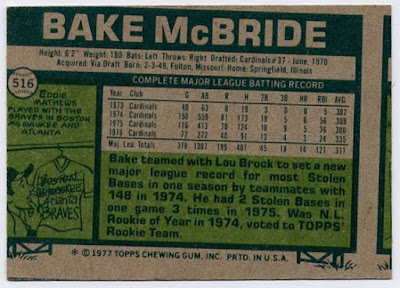 BAKE McBRIDE
Height: 6'2" Weight: 190 Bats: Left Throws: Right Drafted: Cardinals #37 - June, 1970
Acquired: Via Draft Born: 2-3-49, Fulton, Missouri Home: Springfield, Illinois
516
COMPLETE MAJOR LEAGUE BATTING RECORD
Year Club G AB R H 2B 3B HR RBI AVG.
1973 Cardinals 40 63 8 19 3 0 0 5 .302
1974 Cardinals 150 559 81 173 19 5 6 56 .309
1975 Cardinals 116 413 70 124 10 9 5 36 .300
1976 Cardinals 72 272 40 91 13 4 3 24 .335
Maj. Lea. Totals 378 1307 199 407 45 18 14 121 .311
EDDIE
MATHEWS
PLAYED WITH THE
BRAVES IN BOSTON,
MILWAUKEE AND
ATLANTA
BOSTON
MILWAUKEE
ATLANTA
BRAVES
Bake teamed with Lou Brock to set a new
major league record for most Stolen
Bases in one season by teammates with
148 in 1974. He had 2 Stolen Bases in
one game 3 times in 1975. Was N.L.
Rookie of Year in 1974, voted to TOPPS'
Rookie Team.
* © 1977 TOPPS CHEWING GUM, INC. PRTD. IN U.S.A.